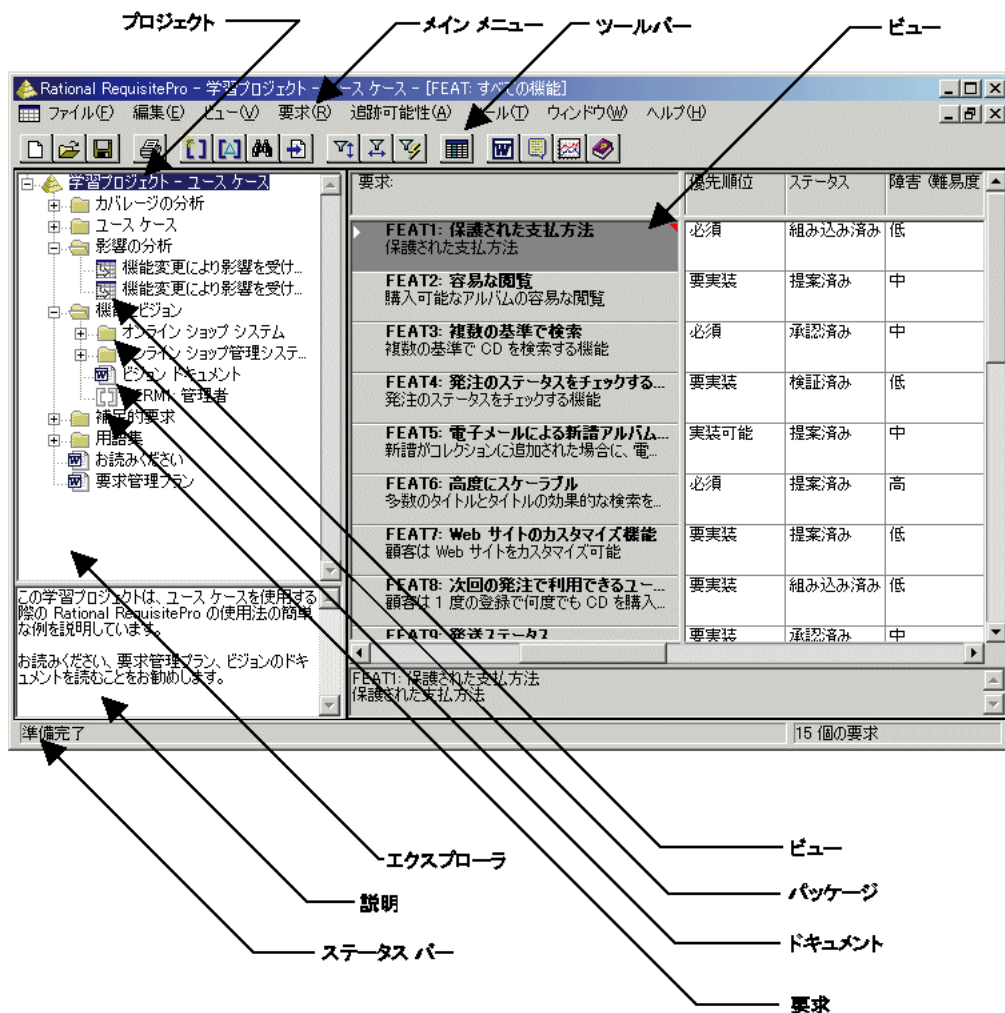 プロジェクト
メイン メニュー
ツールバー
ビュー
Rational RequisitePro - 学習プロジェクト - ース ケース - [FEAT: すべての機能]
ファイル(F) 編集(E) ビュー(V) 要求(R) 追跡可能性(A) ール(T) ウィンドウ(W) ヘルプ(H)
学習プロジェクト - ユース ケース
カバレージの分析
ユース ケース
影響の分析
機能変更により影響を受け...
機能変更により影響を受け...
機能とビジョン
オンライン ショップ システム
オンライン ショップ管理システ...
ビジョン ドキュメント
TERM1: 管理者
補足的要求
用語集
お読みください
要求管理プラン
この学習プロジェクトは、ユース ケースを使用する
際の Rational RequisitePro の使用法の簡単
な例を説明しています。
お読みください、要求管理プラン、ビジョンのドキ
ュメントを読むことをお勧めします。
要求: 優先順位 ステータス 障害 (難易度
FEAT1: 保護された支払方法 必須 組み込み済み 低
保護された支払方法
FEAT2: 容易な閲覧 要実装 提案済み 中
購入可能なアルバムの容易な閲覧
FEAT3: 複数の基準で検索 必須 承認済み 中
複数の基準で CD を検索する機能
FEAT4: 発注のステータスをチェックする... 要実装 検証済み 低
発注のステータスをチェックする機能
FEAT5: 電子メールによる新譜アルバム... 実装可能 提案済み 中
新譜がコレクションに追加された場合に、電...
FEAT6: 高度にスケーラブル 必須 提案済み 高
多数のタイトルとタイトルの効果的な検索を...
FEAT7: Web サイトのカスタマイズ機能 要実装 提案済み 低
顧客は Web サイトをカスタマイズ可能
FEAT8: 次回の発注で利用できるユー... 要実装 組み込み済み 低
顧客は 1 度の登録で何度でも CD を購入...
FEAT9: 発送ステータス 要実装 承認済み 中
FEAT1: 保護された支払方法
保護された支払方法
準備完了
15 個の要求
エクスプローラ
説明
ステータス バー
ビュー
パッケージ
ドキュメント
要求